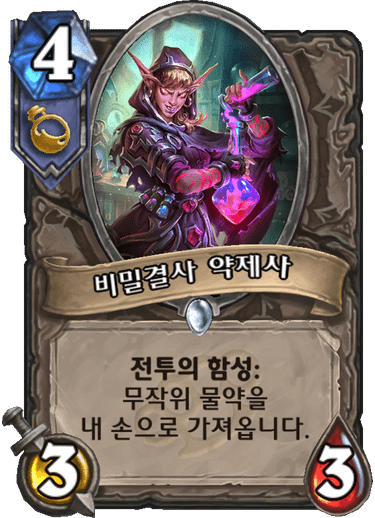 4
비밀결사 약제사
전투의 함성:
무작위 물약을
내 손으로 가져옵니다.
3
3